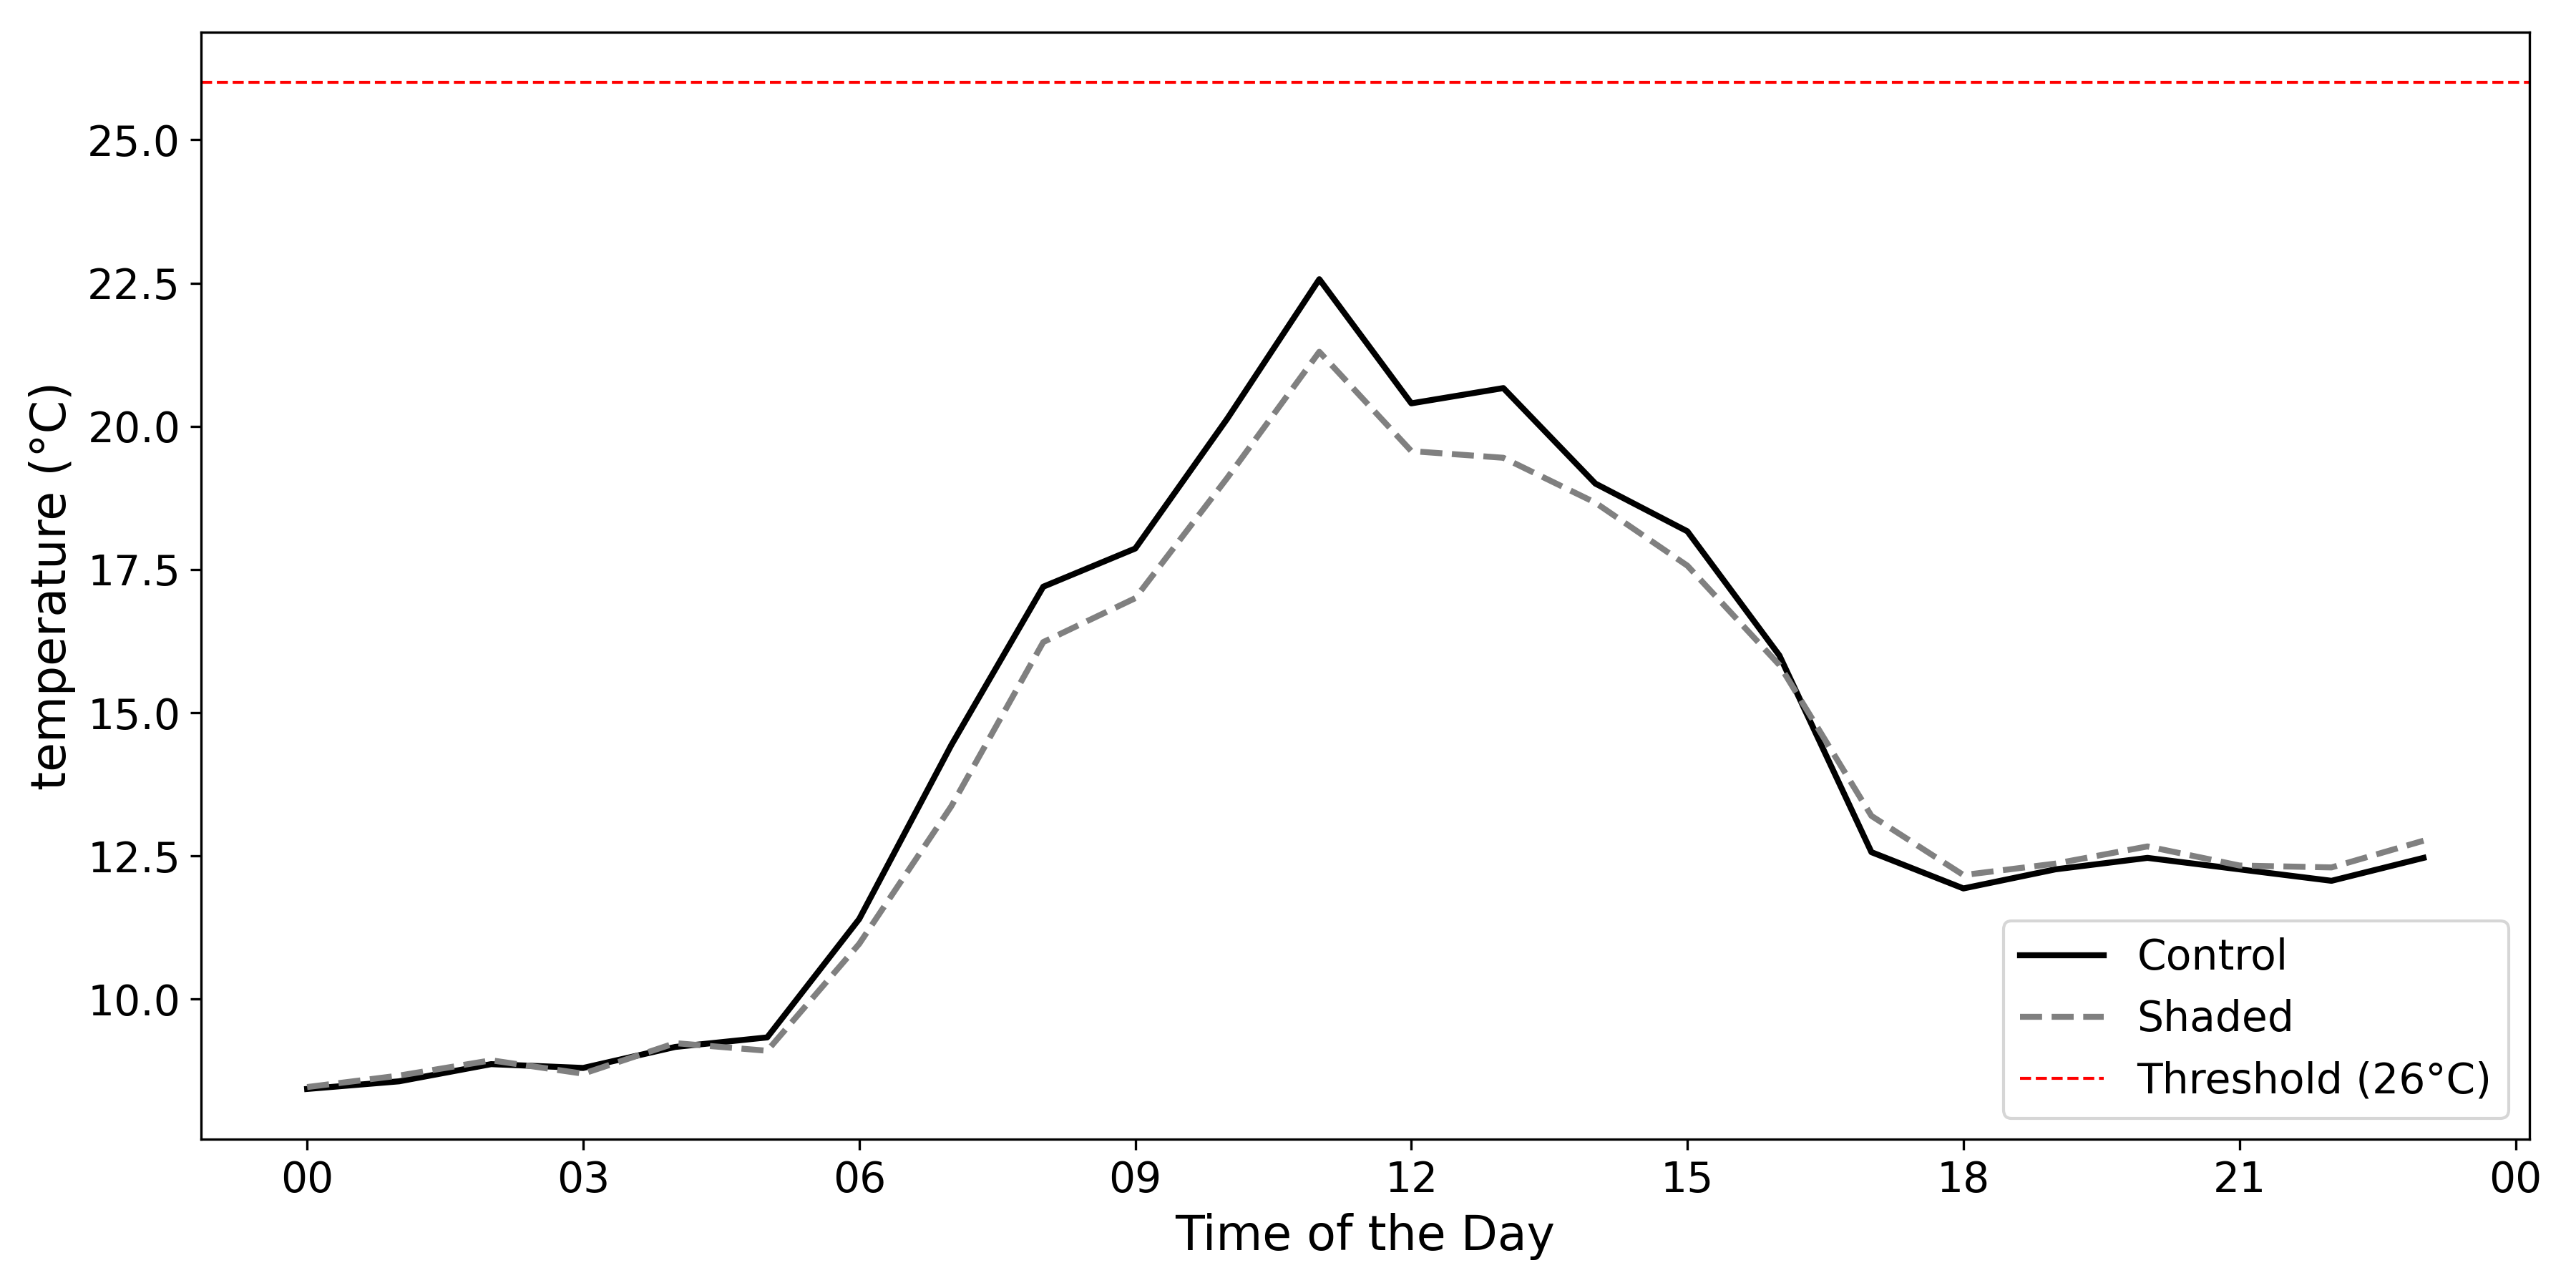 temperature (°C)
25.0
22.5
20.0
17.5
15.0
12.5
10.0
00 03 06 09 12 15 18 21 00
Time of the Day
Control
Shaded
Threshold (26°C)